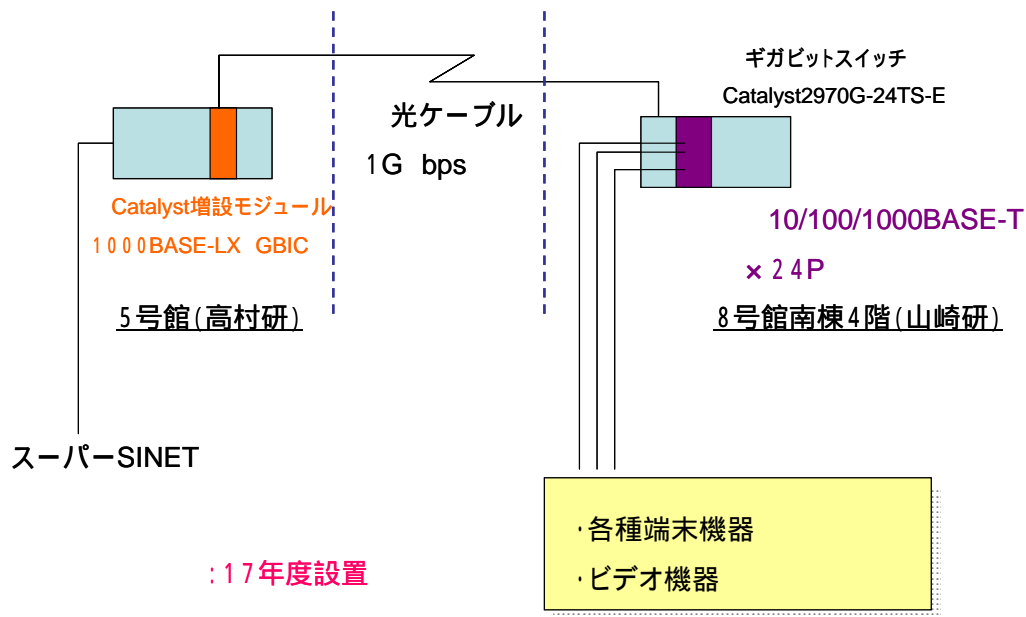 ギガビットスイッチ
Catalyst2970G-24TS-E
光ケーブル
1G bps
Catalyst増設モジュール
1000BASE-LX GBIC
10/100/1000BASE-T
×24P
5号館(高村研)
8号館南棟4階(山崎研)
スーパーSINET
・各種端末機器
・ビデオ機器
:17年度設置